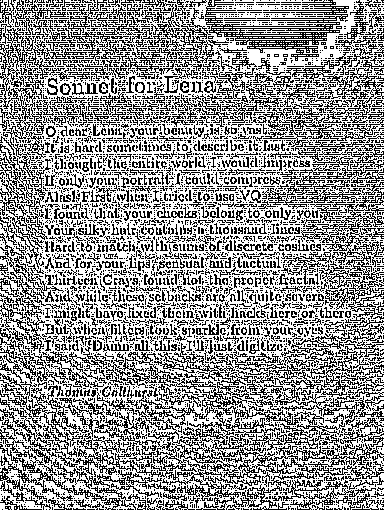 Sonnet for Lena
O dear Lena, your beauty is so vast
It is hard sometimes to describe it fast.
I thought the entire world I would impress
If only your portrait I could compress.
Alas! First when I tried to use VQ
I found that your cheeks belong to only you.
Your silky hair contains a thousand lines
Hard to match with sums of discrete cosines.
And for your lips, sensual and tactual
Thirteen Crays found not the proper fractal.
And while these setbacks are all quite severe
I might have fixed them with hacks here or there
But when filters took sparkle from your eyes
I said, 'Damn all this. I'll just digitize.'
Thomas Colthurst